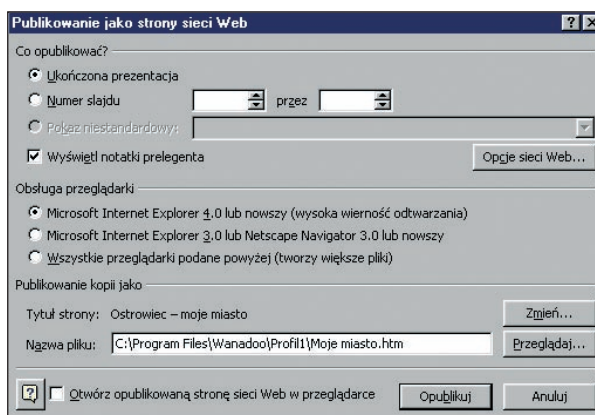 Publikowanie jako strony sieci Web
Co opublikować?
Ukończona prezentacja
Numer slajdu przez
Pokaz niestandardowy:
Wyświetl notatki prelegenta Opcje sieci Web...
Obsługa przeglądarki
Microsoft Internet Explorer 4.0 lub nowszy (wysoka wierność odtwarzania)
Microsoft Internet Explorer 3.0 lub Netscape Navigator 3.0 lub nowszy
Wszystkie przeglądarki podane powyżej (tworzy większe pliki)
Publikowanie kopii jako
Tytuł strony: Ostrowiec – moje miasto Zmień...
Nazwa pliku: C:\Program Files\Wanadoo\Profil1\Moje miasto.htm Przeglądaj...
Otwórz opublikowaną stronę sieci Web w przeglądarce Opublikuj Anuluj